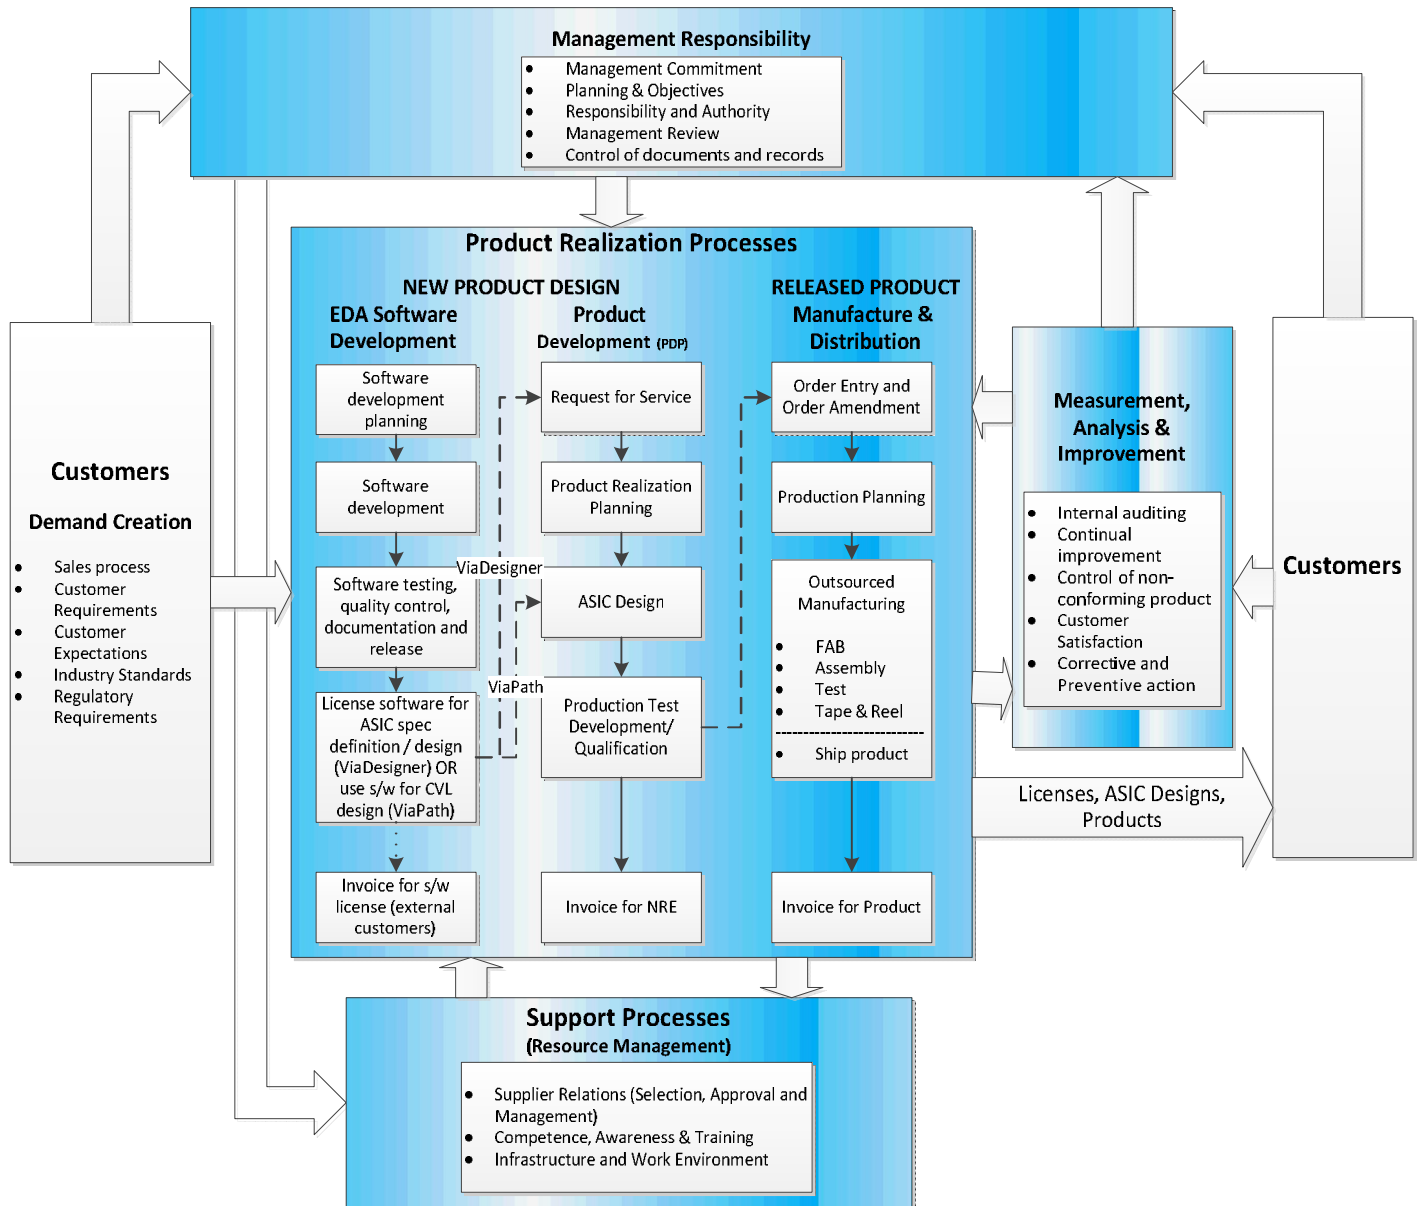 Management Responsibility
• Management Commitment
• Planning & Objectives
• Responsibility and Authority
• Management Review
• Control of documents and records
Product Realization Processes
NEW PRODUCT DESIGN
EDA Software
Development
Product
Development (PDP)
RELEASED PRODUCT
Manufacture &
Distribution
Software
development
planning
Software
development
Software testing,
quality control,
documentation and
release
License software for
ASIC spec
definition / design
(ViaDesigner) OR
use s/w for CVL
design (ViaPath)
Invoice for s/w
license (external
customers)
ViaDesigner
ViaPath
Request for Service
Product Realization
Planning
ASIC Design
Production Test
Development/
Qualification
Invoice for NRE
Order Entry and
Order Amendment
Production Planning
Outsourced
Manufacturing
• FAB
• Assembly
• Test
• Tape & Reel
• Ship product
Invoice for Product
Customers
Demand Creation
• Sales process
• Customer
Requirements
• Customer
Expectations
• Industry Standards
• Regulatory
Requirements
Measurement,
Analysis &
Improvement
• Internal auditing
• Continual
improvement
• Control of non-
conforming product
• Customer
Satisfaction
• Corrective and
Preventive action
Customers
Licenses, ASIC Designs,
Products
Support Processes
(Resource Management)
• Supplier Relations (Selection, Approval and
Management)
• Competence, Awareness & Training
• Infrastructure and Work Environment